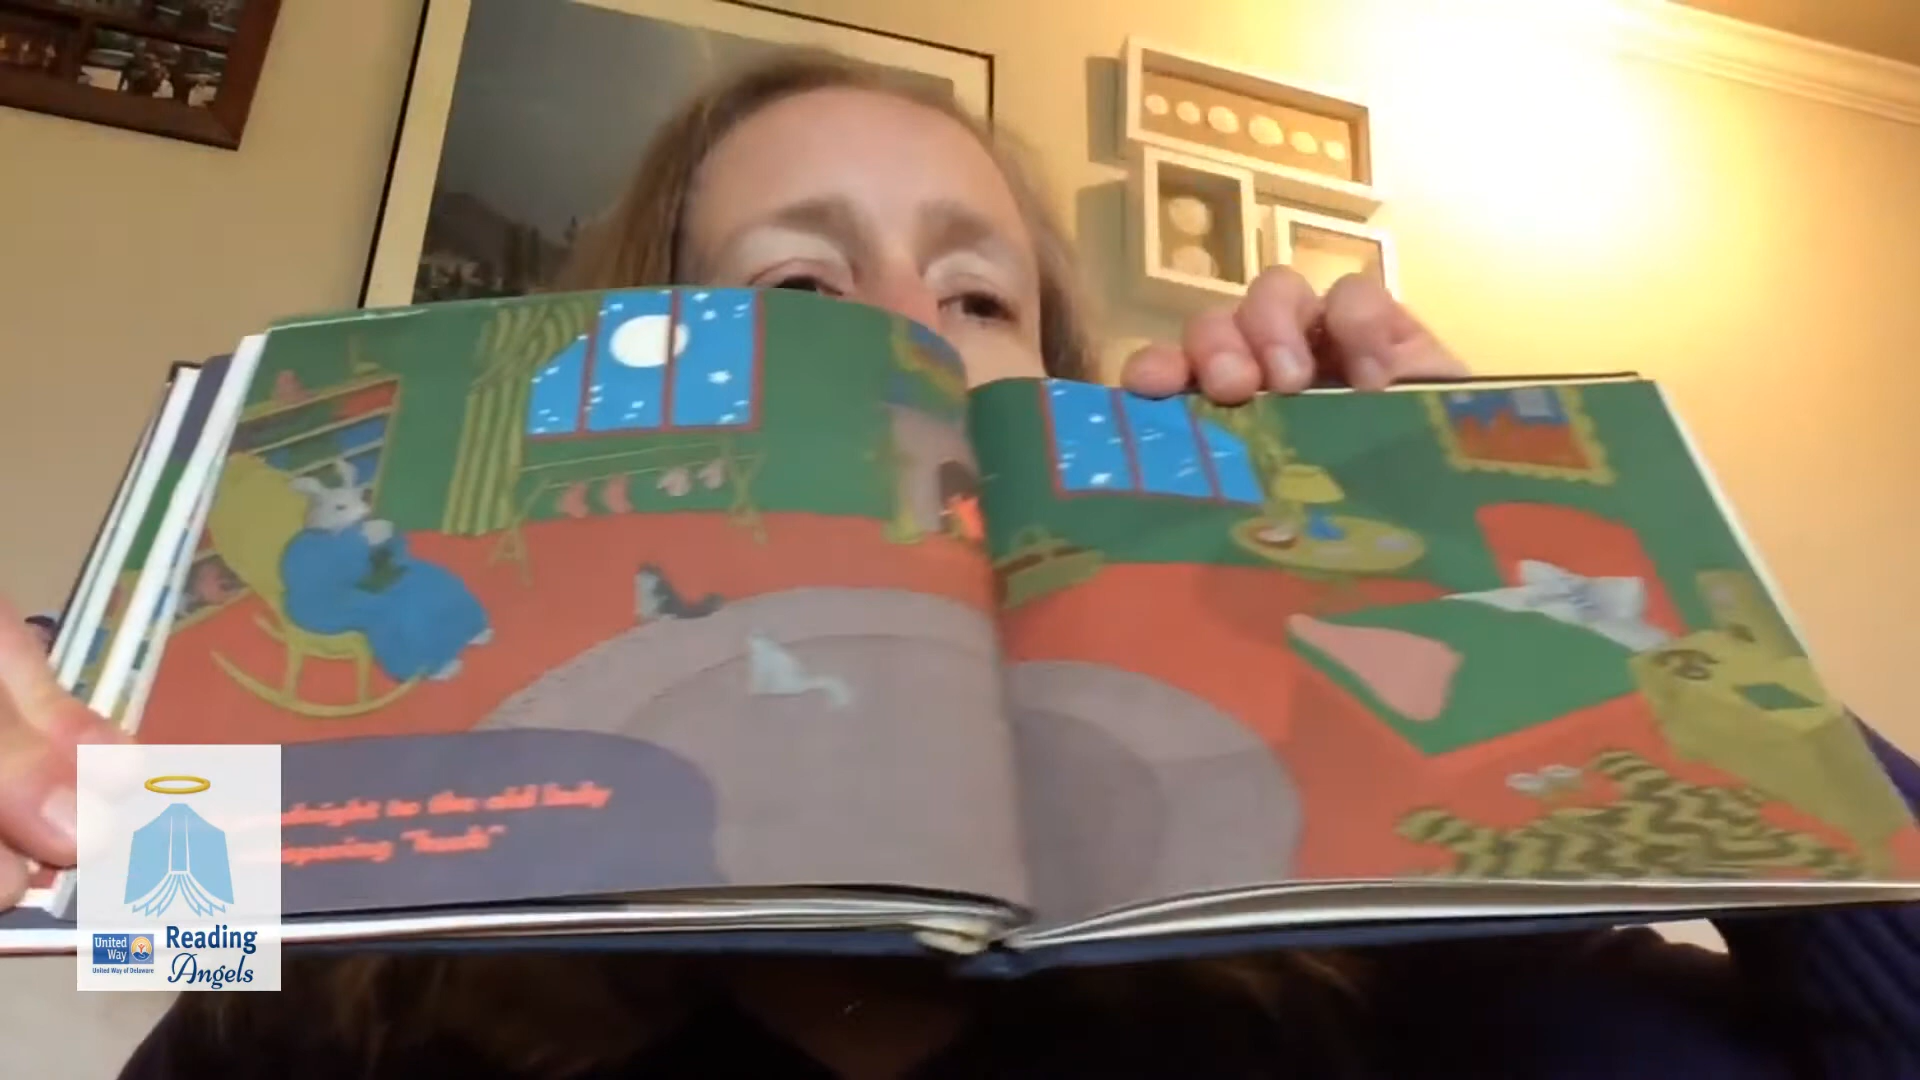 to the old lady
"hush"
United
Way
United Way of Delaware
Reading
Angels